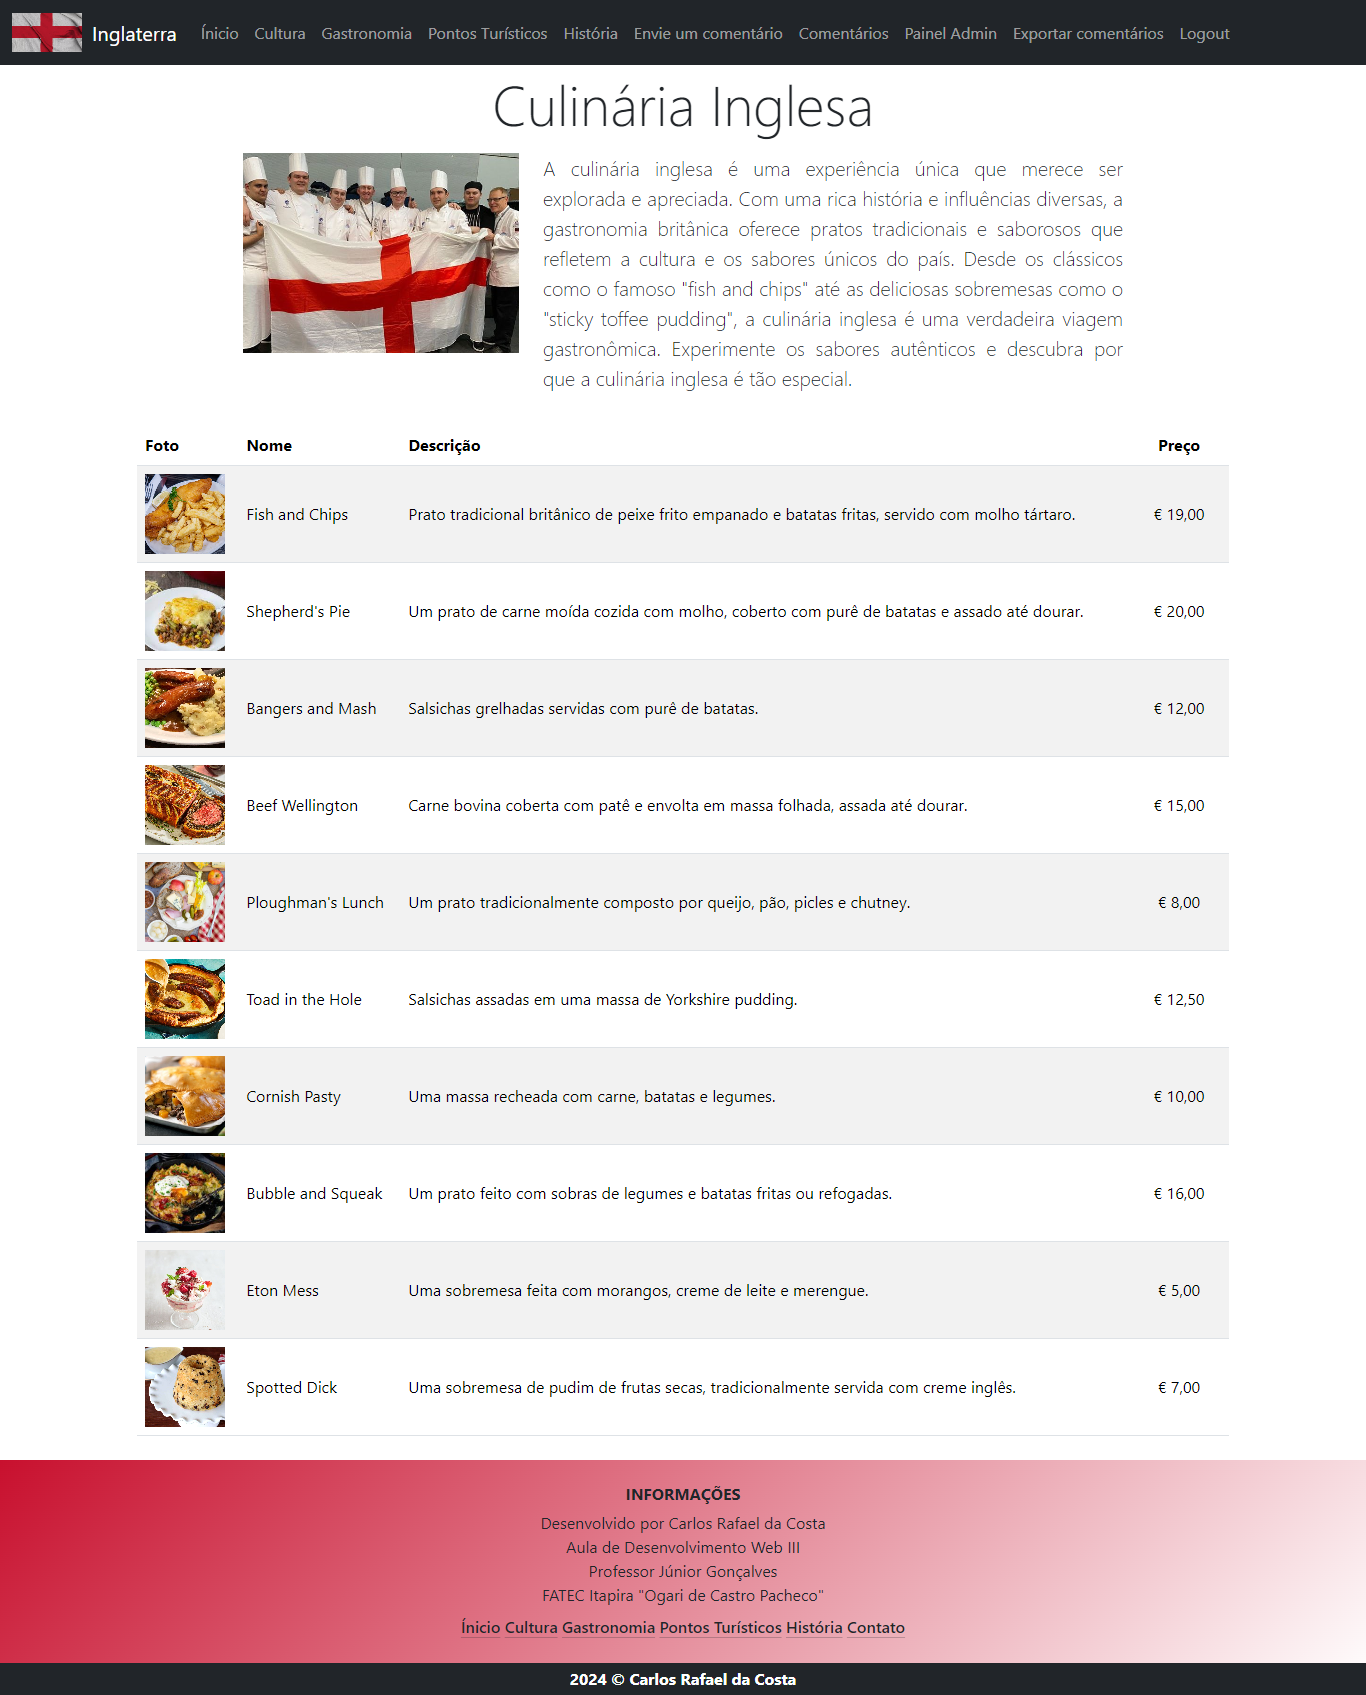 Inglaterra Ínicio Cultura Gastronomia Pontos Turísticos História Envie um comentário Comentários Painel Admin Exportar comentários Logout
Culinária Inglesa
A culinária inglesa é uma experiência única que merece ser
explorada e apreciada. Com uma rica história e influências diversas, a
gastronomia britânica oferece pratos tradicionais e saborosos que
refletem a cultura e os sabores únicos do país. Desde os clássicos
como o famoso "fish and chips" até as deliciosas sobremesas como o
"sticky toffee pudding", a culinária inglesa é uma verdadeira viagem
gastronômica. Experimente os sabores autênticos e descubra por
que a culinária inglesa é tão especial.
Foto Nome Descrição Preço
Fish and Chips Prato tradicional britânico de peixe frito empanado e batatas fritas, servido com molho tártaro. € 19,00
Shepherd's Pie Um prato de carne moída cozida com molho, coberto com purê de batatas e assado até dourar. € 20,00
Bangers and Mash Salsichas grelhadas servidas com purê de batatas. € 12,00
Beef Wellington Carne bovina coberta com patê e envolta em massa folhada, assada até dourar. € 15,00
Ploughman's Lunch Um prato tradicionalmente composto por queijo, pão, picles e chutney. € 8,00
Toad in the Hole Salsichas assadas em uma massa de Yorkshire pudding. € 12,50
Cornish Pasty Uma massa recheada com carne, batatas e legumes. € 10,00
Bubble and Squeak Um prato feito com sobras de legumes e batatas fritas ou refogadas. € 16,00
Eton Mess Uma sobremesa feita com morangos, creme de leite e merengue. € 5,00
Spotted Dick Uma sobremesa de pudim de frutas secas, tradicionalmente servida com creme inglês. € 7,00
INFORMAÇÕES
Desenvolvido por Carlos Rafael da Costa
Aula de Desenvolvimento Web III
Professor Júnior Gonçalves
FATEC Itapira "Ogari de Castro Pacheco"
Ínicio Cultura Gastronomia Pontos Turísticos História Contato
2024 © Carlos Rafael da Costa